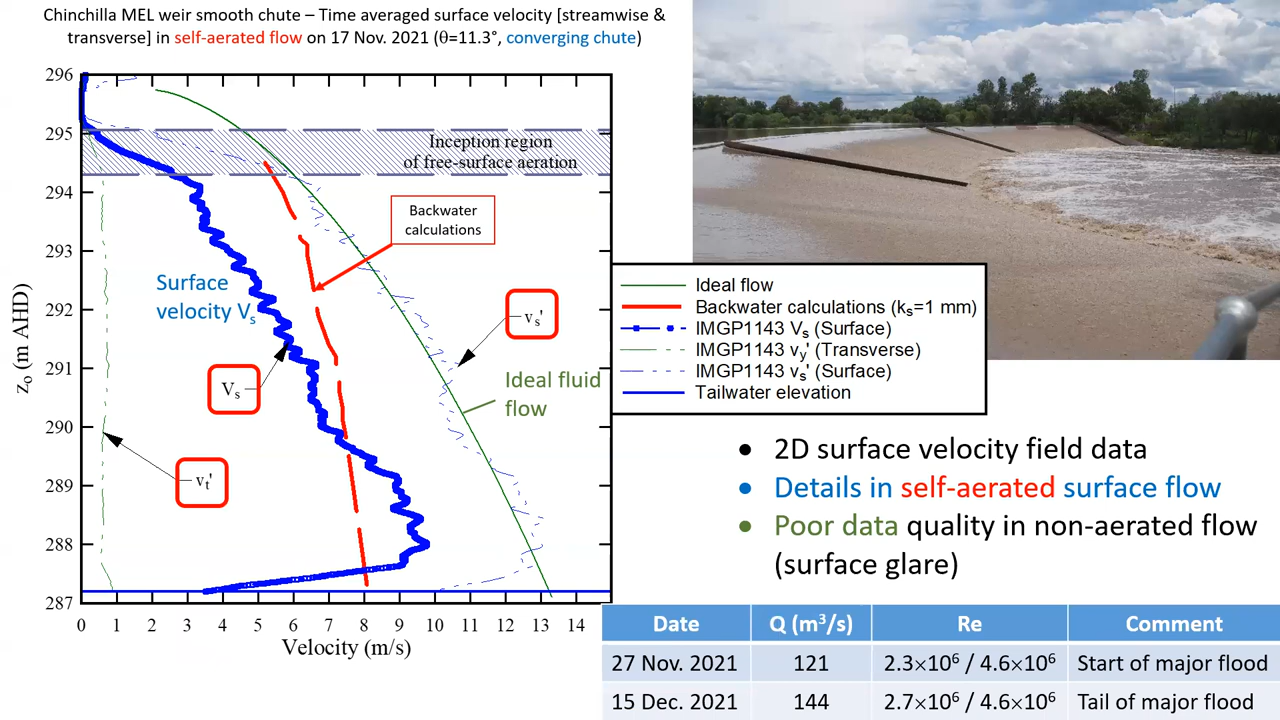 Chinchilla MEL weir smooth chute – Time averaged surface velocity [streamwise &
transverse] in self-aerated flow on 17 Nov. 2021 (θ=11.3°, converging chute)
296
295
294
293
292
291
290
289
288
287
z₀ (m AHD)
0 1 2 3 4 5 6 7 8 9 10 11 12 13 14
Velocity (m/s)
Inception region
of free-surface aeration
Backwater
calculations
Surface
velocity Vₛ
vₛ'
Vₛ
Ideal fluid
flow
vₜ'
Ideal flow
Backwater calculations (kₛ=1 mm)
IMGP1143 Vₛ (Surface)
IMGP1143 vᵧ' (Transverse)
IMGP1143 vₛ' (Surface)
Tailwater elevation
• 2D surface velocity field data
• Details in self-aerated surface flow
• Poor data quality in non-aerated flow
(surface glare)
Date Q (m³/s) Re Comment
27 Nov. 2021 121 2.3×10⁶ / 4.6×10⁶ Start of major flood
15 Dec. 2021 144 2.7×10⁶ / 4.6×10⁶ Tail of major flood